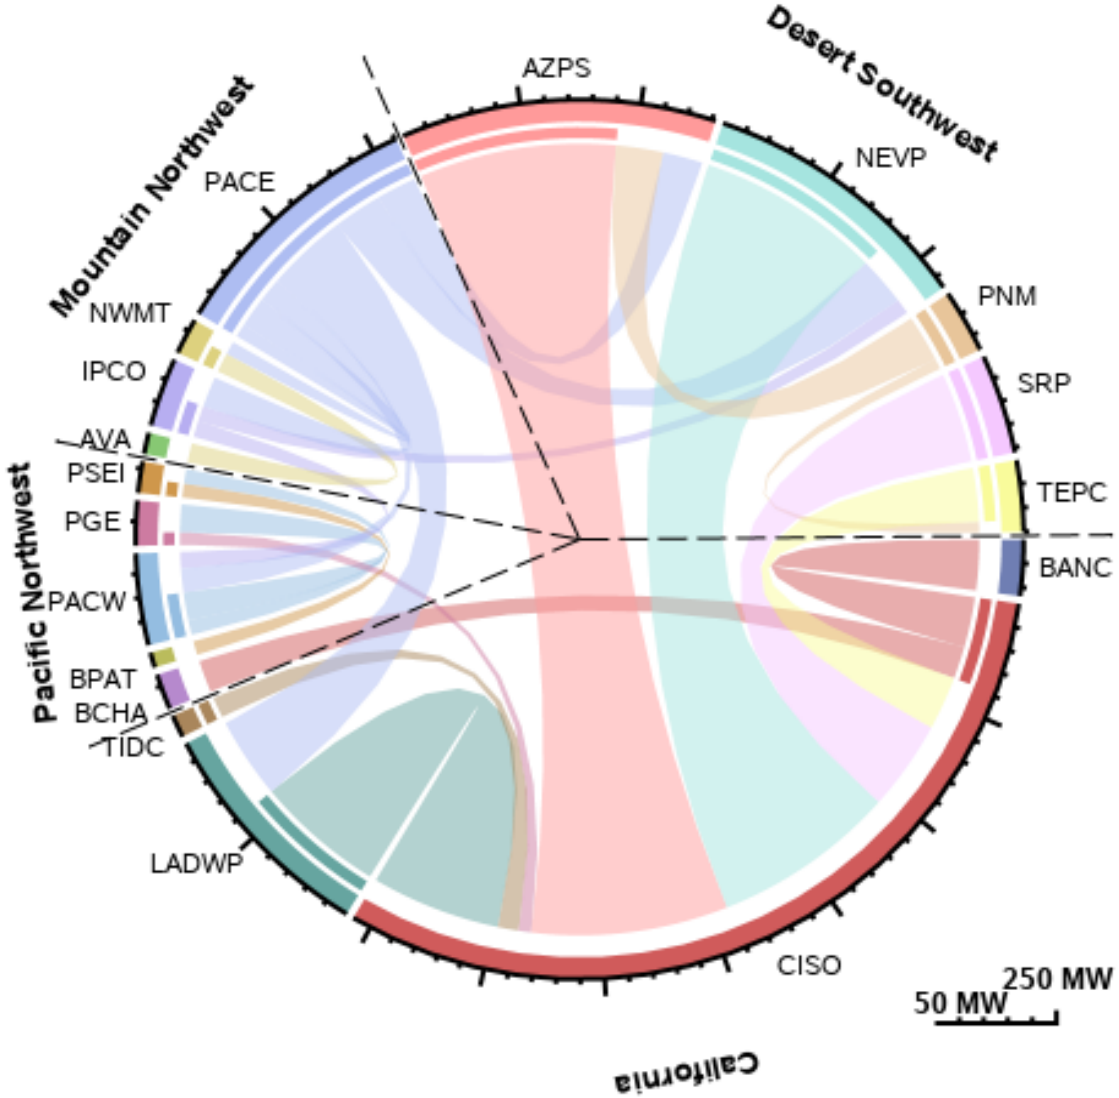 Desert Southwest
AZPS
NEVP
PNM
SRP
TEPC
BANC
Mountain Northwest
PACE
NWMT
IPCO
AVA
Pacific Northwest
PSEI
PGE
PACW
BPAT
BCHA
TIDC
LADWP
CISO
California
250 MW
50 MW